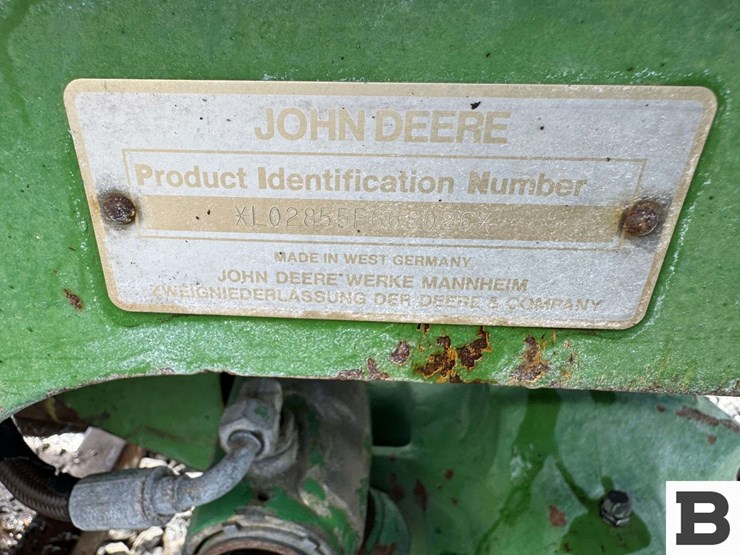 JOHN DEERE
Product Identification Number
MADE IN WEST GERMANY
JOHN DEERE WERKE MANNHEIM
ZWEIGNIEDERLASSUNG DER DEERE & COMPANY
B